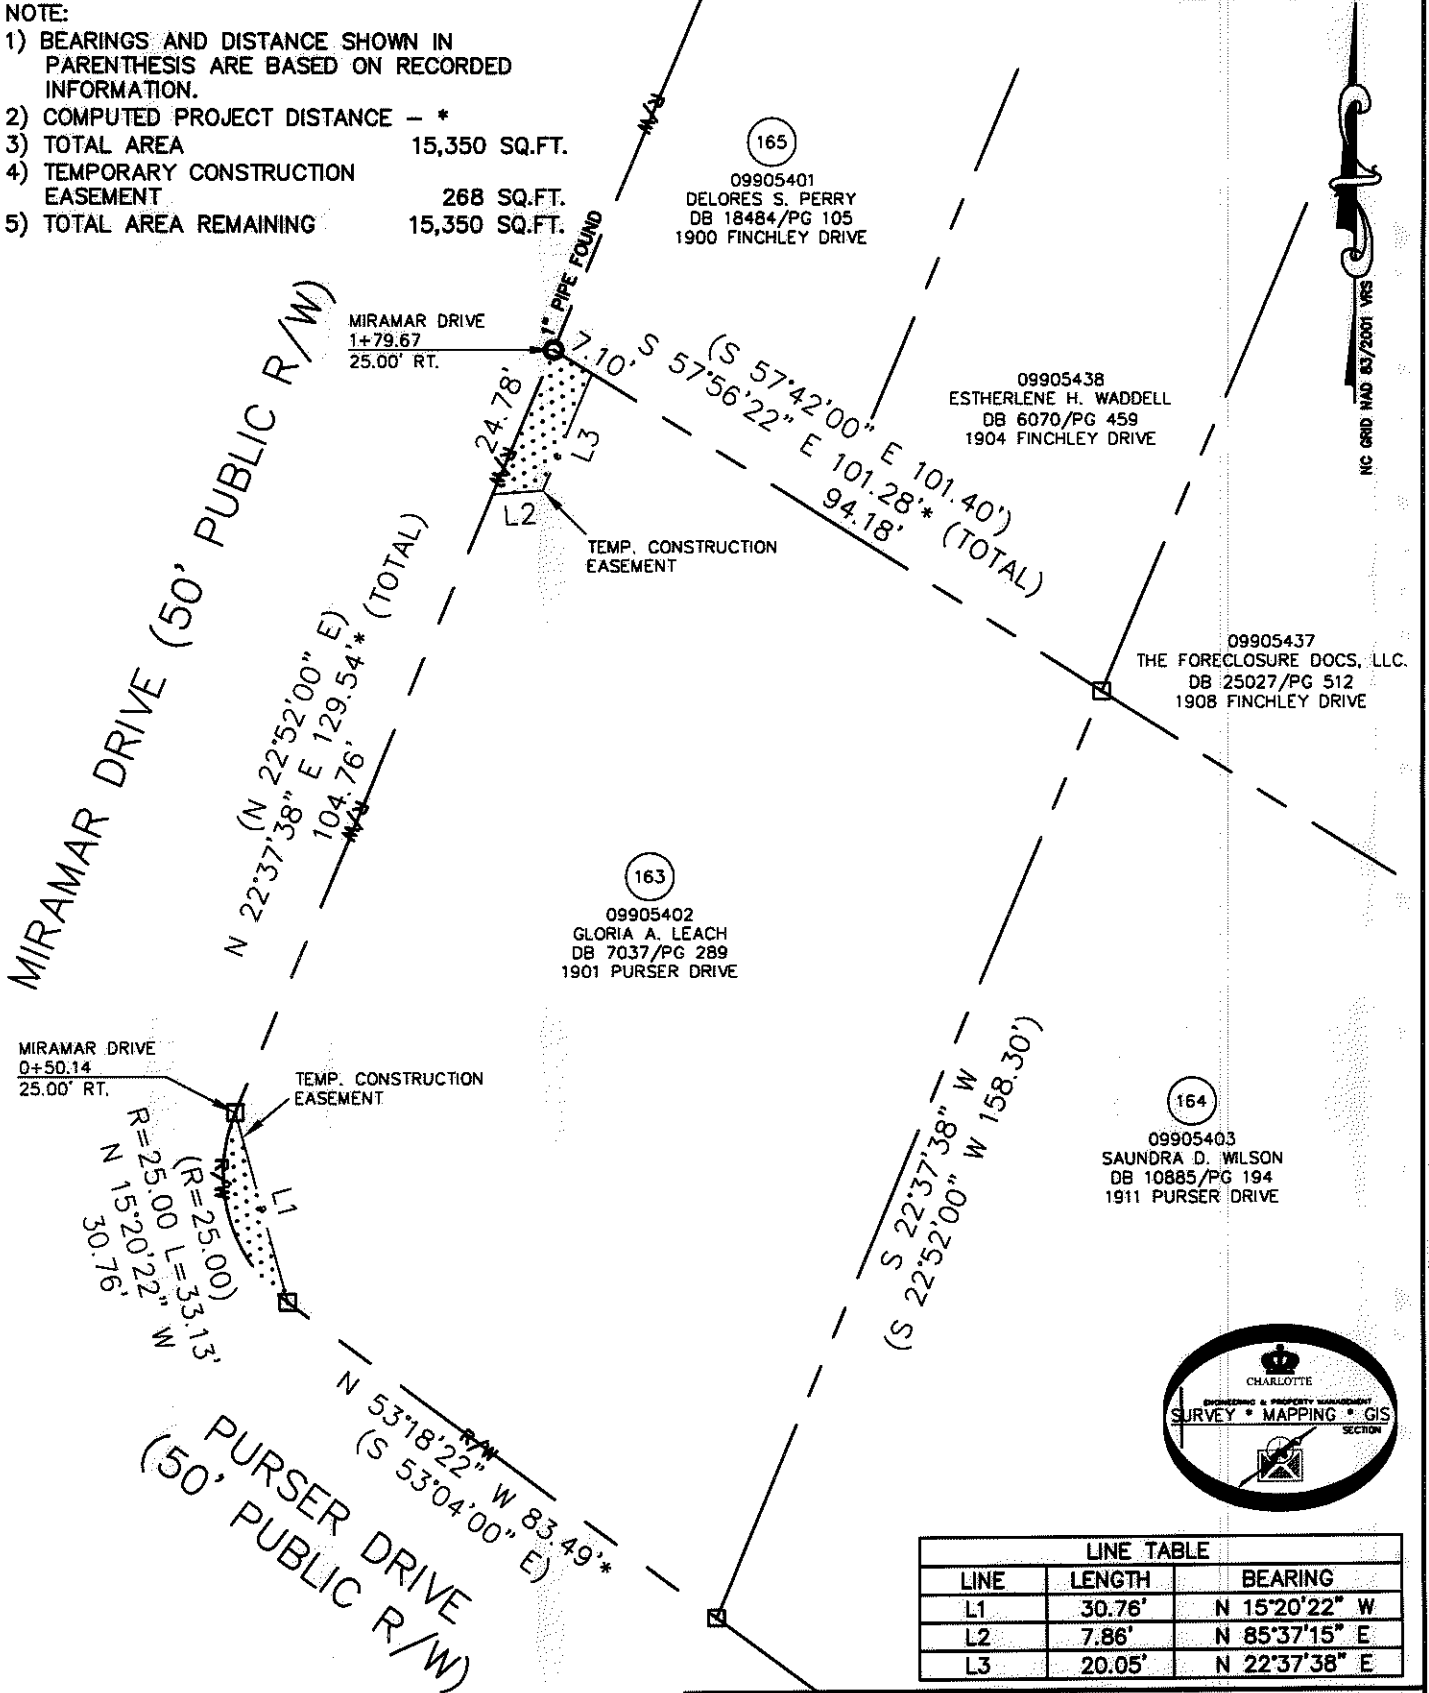 NOTE:
1) BEARINGS AND DISTANCE SHOWN IN
PARENTHESIS ARE BASED ON RECORDED
INFORMATION.
2) COMPUTED PROJECT DISTANCE - *
3) TOTAL AREA 15,350 SQ.FT.
4) TEMPORARY CONSTRUCTION
EASEMENT 268 SQ.FT.
5) TOTAL AREA REMAINING 15,350 SQ.FT.
R/W
165
09905401
DELORES S. PERRY
DB 18484/PG 105
1900 FINCHLEY DRIVE
NC GRID NAD 83/2001 VRS
1" PIPE FOUND
MIRAMAR DRIVE
1+79.67
25.00' RT.
7.10'
(S 57°42'00" E 101.40')
S 57°56'22" E 101.28'* (TOTAL)
94.18'
09905438
ESTHERLENE H. WADDELL
DB 6070/PG 459
1904 FINCHLEY DRIVE
24.78'
R/W
L3
L2
TEMP. CONSTRUCTION
EASEMENT
MIRAMAR DRIVE (50' PUBLIC R/W)
(N 22°52'00" E)
N 22°37'38" E 129.54'* (TOTAL)
104.76'
R/W
09905437
THE FORECLOSURE DOCS, LLC.
DB 25027/PG 512
1908 FINCHLEY DRIVE
163
09905402
GLORIA A. LEACH
DB 7037/PG 289
1901 PURSER DRIVE
MIRAMAR DRIVE
0+50.14
25.00' RT.
TEMP. CONSTRUCTION
EASEMENT
S 22°37'38" W
(S 22°52'00" W 158.30')
164
09905403
SAUNDRA D. WILSON
DB 10885/PG 194
1911 PURSER DRIVE
R/W
L1
(R=25.00)
R=25.00 L=33.13'
N 15°20'22" W
30.76'
N 53°18'22" W 83.49'*
(S 53°04'00" E)
R/W
PURSER DRIVE
(50' PUBLIC R/W)
CHARLOTTE
ENGINEERING & PROPERTY MANAGEMENT
SURVEY * MAPPING * GIS
SECTION
LINE TABLE
LINE LENGTH BEARING
L1 30.76' N 15°20'22" W
L2 7.86' N 85°37'15" E
L3 20.05' N 22°37'38" E